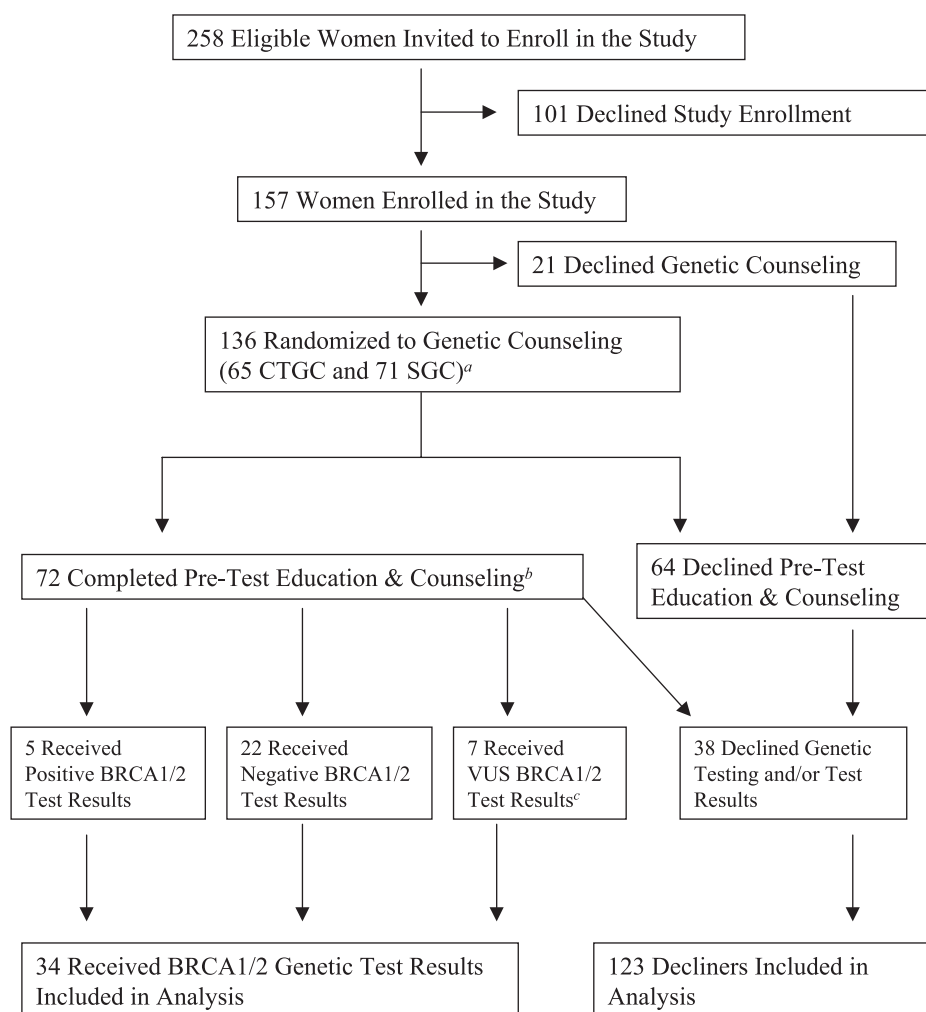 258 Eligible Women Invited to Enroll in the Study
101 Declined Study Enrollment
157 Women Enrolled in the Study
21 Declined Genetic Counseling
136 Randomized to Genetic Counseling
(65 CTGC and 71 SGC)a
72 Completed Pre-Test Education & Counselingb
64 Declined Pre-Test
Education & Counseling
5 Received
Positive BRCA1/2
Test Results
22 Received
Negative BRCA1/2
Test Results
7 Received
VUS BRCA1/2
Test Resultsc
38 Declined Genetic
Testing and/or Test
Results
34 Received BRCA1/2 Genetic Test Results
Included in Analysis
123 Decliners Included in
Analysis